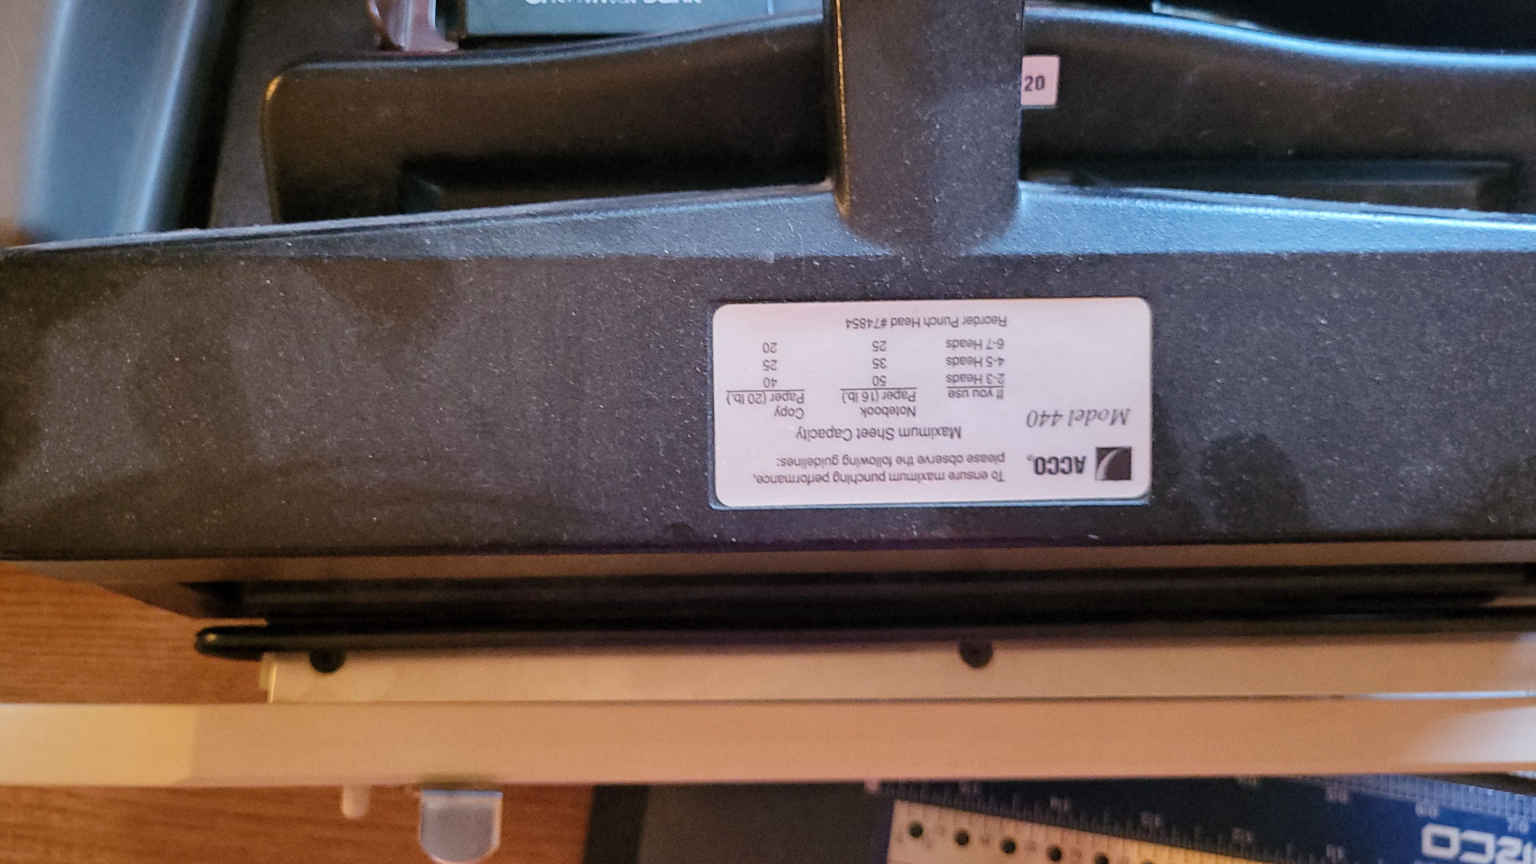 To ensure maximum punching performance,
please observe the following guidelines:
ACCO
Model 440
Maximum Sheet Capacity
If you use Notebook Paper (16 lb.) Copy Paper (20 lb.)
2-3 Heads 50 40
4-5 Heads 35 25
6-7 Heads 25 20
Reorder Punch Head #74854
20